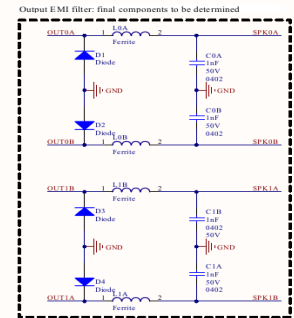 Output EMI filter: final components to be determined
OUT0A 1 L0A 2 SPK0A
Ferrite
D1
Diode
C0A
1nF
50V
0402
GND GND
D2
Diode
C0B
1nF
50V
0402
L0B
OUT0B 1 2 SPK0B
Ferrite
OUT1B 1 L1B 2 SPK1A
Ferrite
D3
Diode
C1B
1nF
0402
50V
GND GND
D4
Diode
C1A
1nF
50V
0402
OUT1A 1 L1A 2 SPK1B
Ferrite